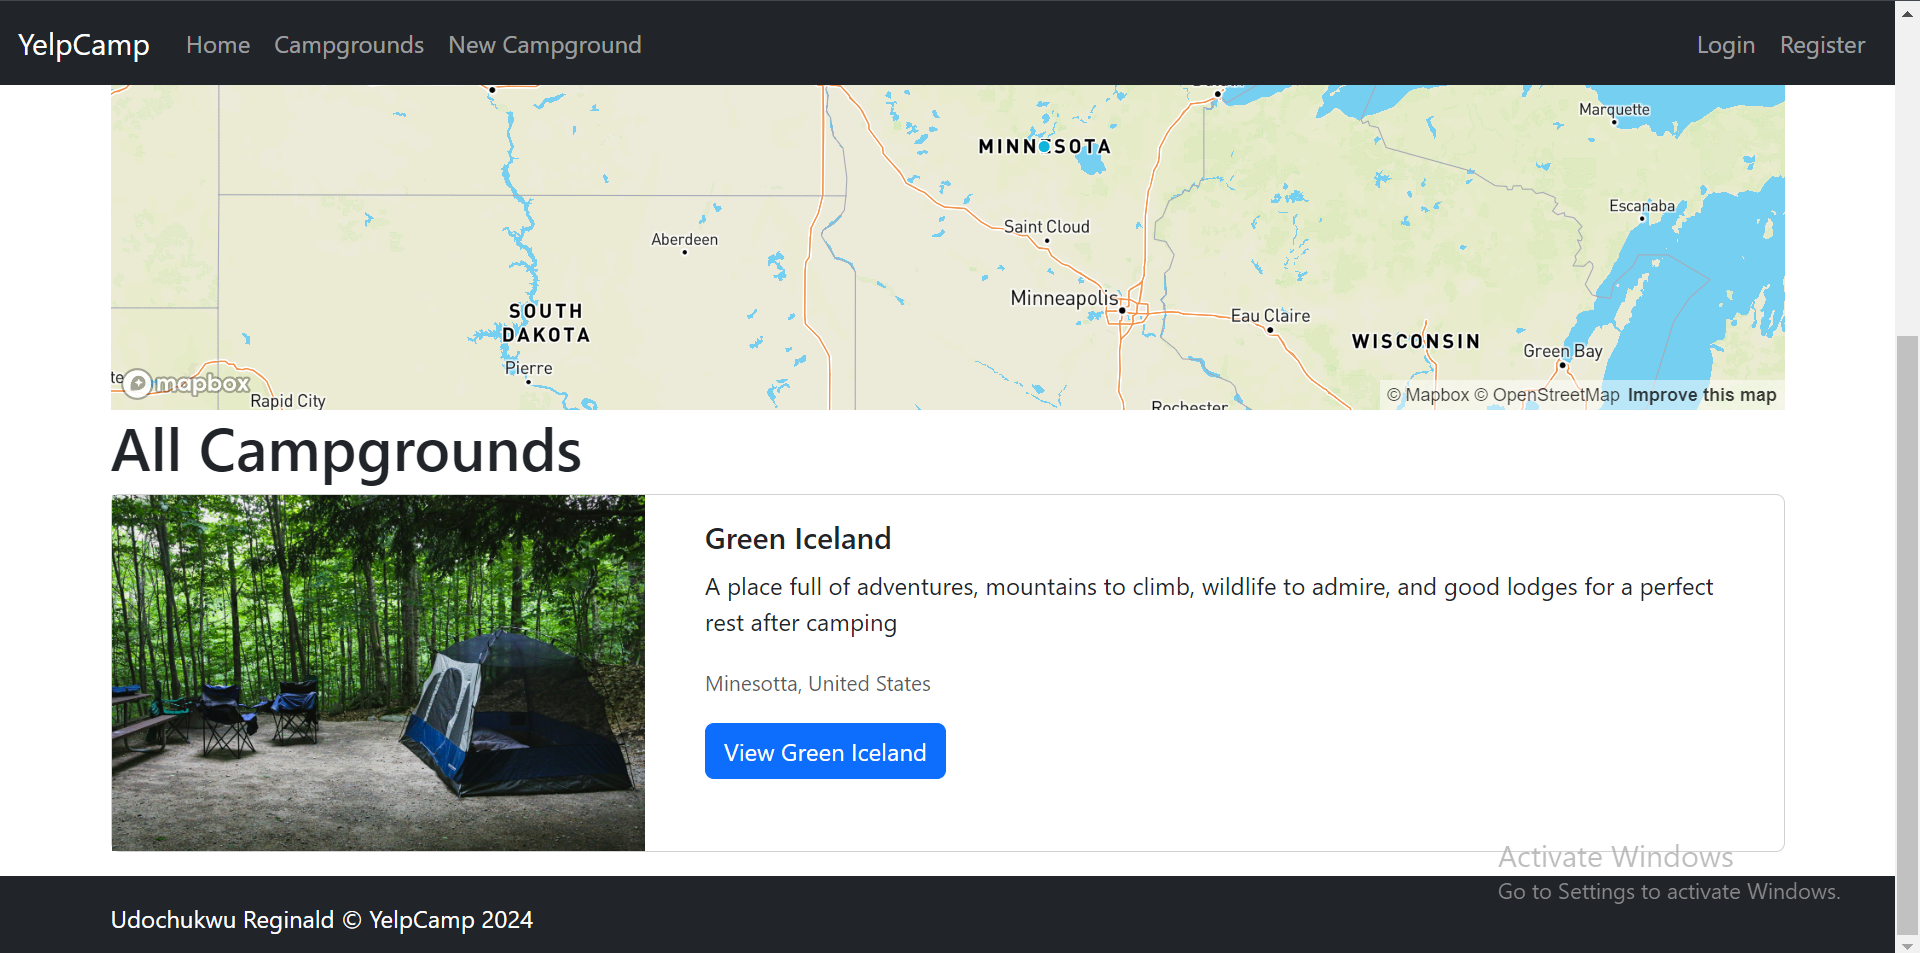 YelpCamp Home Campgrounds New Campground Login Register
Marquette
MINNESOTA
Escanaba
Saint Cloud
Aberdeen
Minneapolis
SOUTH
DAKOTA
Eau Claire
WISCONSIN
Green Bay
Pierre
mapbox
Rapid City
Rochester
© Mapbox © OpenStreetMap Improve this map
All Campgrounds
Green Iceland
A place full of adventures, mountains to climb, wildlife to admire, and good lodges for a perfect
rest after camping
Minesotta, United States
View Green Iceland
Activate Windows
Go to Settings to activate Windows.
Udochukwu Reginald © YelpCamp 2024